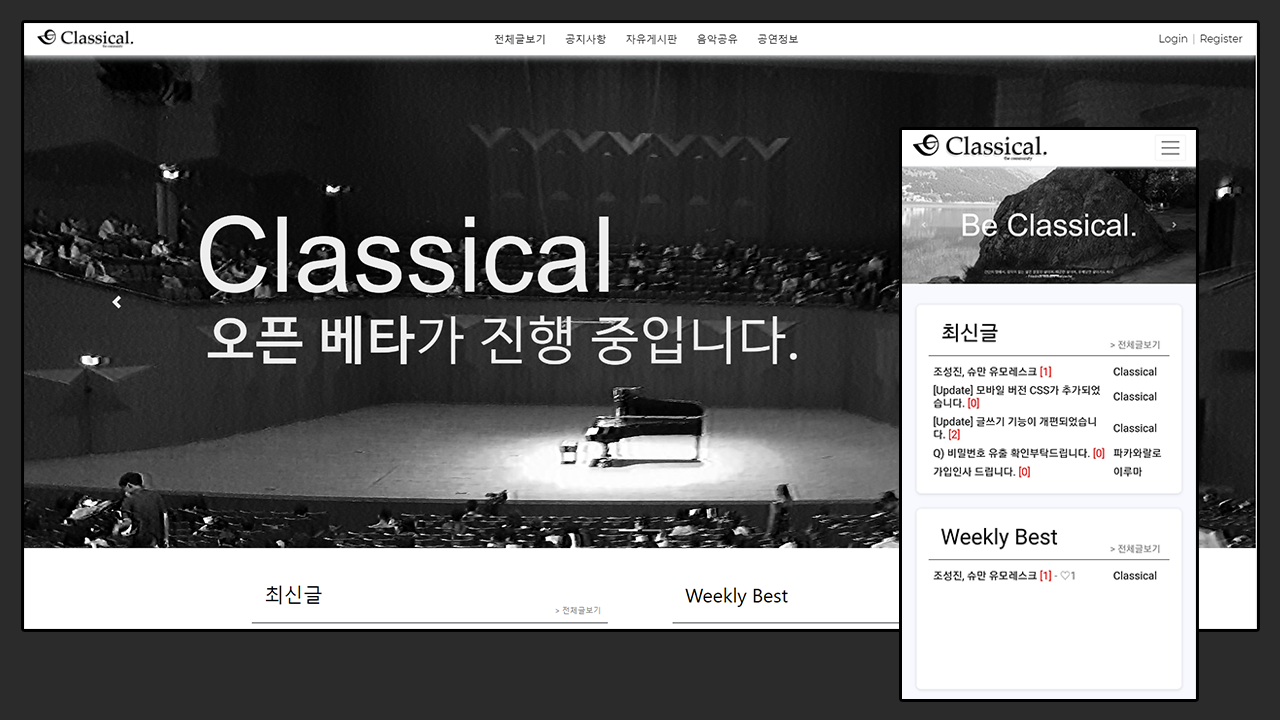 Classical.
the community
전체글보기 공지사항 자유게시판 음악공유 공연정보
Login | Register
Classical
오픈 베타가 진행 중입니다.
최신글
> 전체글보기
Weekly Best
Classical.
the community
Be Classical.
최신글
> 전체글보기
조성진, 슈만 유모레스크 [1] Classical
[Update] 모바일 버전 CSS가 추가되었
습니다. [0] Classical
[Update] 글쓰기 기능이 개편되었습니
다. [2] Classical
Q) 비밀번호 유출 확인부탁드립니다. [0] 파카와랄로
가입인사 드립니다. [0] 이루마
Weekly Best
> 전체글보기
조성진, 슈만 유모레스크 [1] - ♡1 Classical